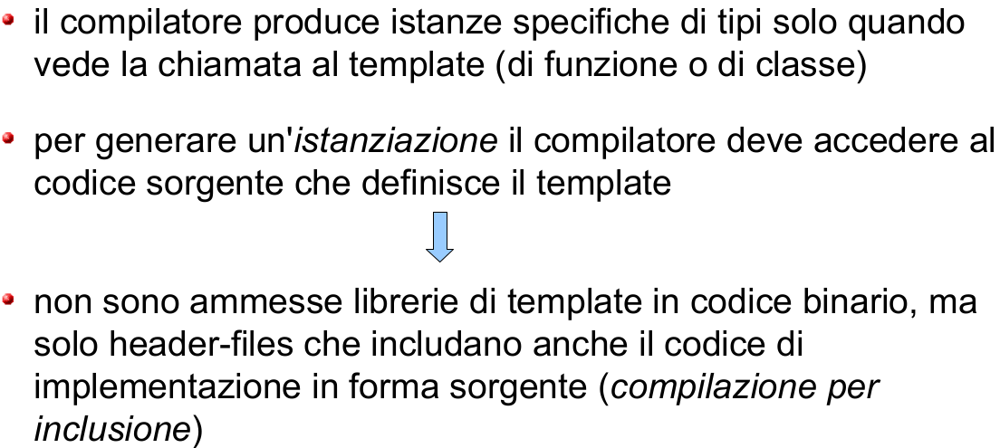 il compilatore produce istanze specifiche di tipi solo quando
vede la chiamata al template (di funzione o di classe)
per generare un'istanziazione il compilatore deve accedere al
codice sorgente che definisce il template
non sono ammesse librerie di template in codice binario, ma
solo header-files che includano anche il codice di
implementazione in forma sorgente (compilazione per
inclusione)